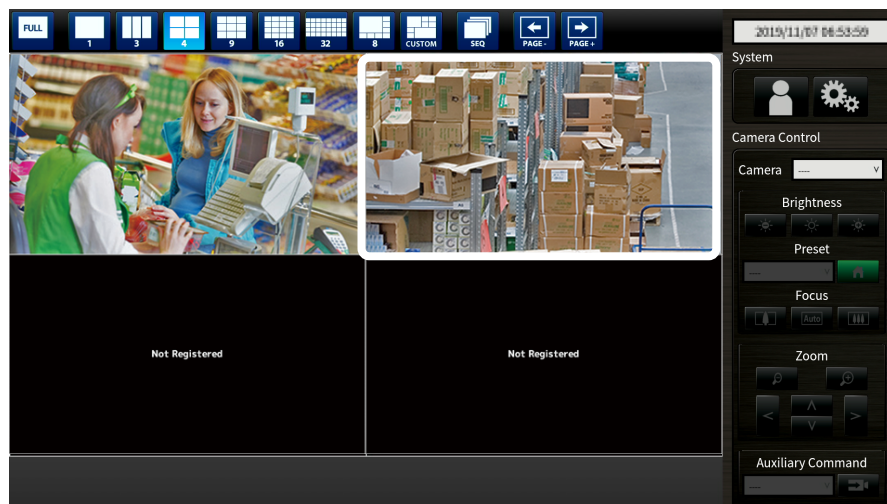 FULL
1
3
4
9
16
32
8
CUSTOM
SEQ
PAGE-
PAGE+
2019/11/07 06:53:59
System
Camera Control
Camera
----
Brightness
Preset
----
Focus
Auto
Zoom
Not Registered
Not Registered
Auxiliary Command
----